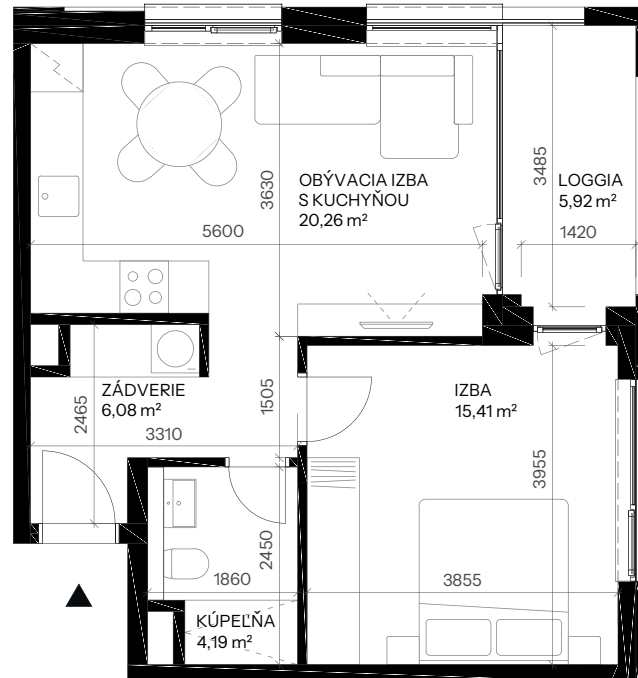 OBÝVACIA IZBA
S KUCHYŇOU
20,26 m²
3630
5600
3485
LOGGIA
5,92 m²
1420
ZÁDVERIE
6,08 m²
2465
3310
1505
IZBA
15,41 m²
3955
2450
1860
3855
KÚPEĽŇA
4,19 m²